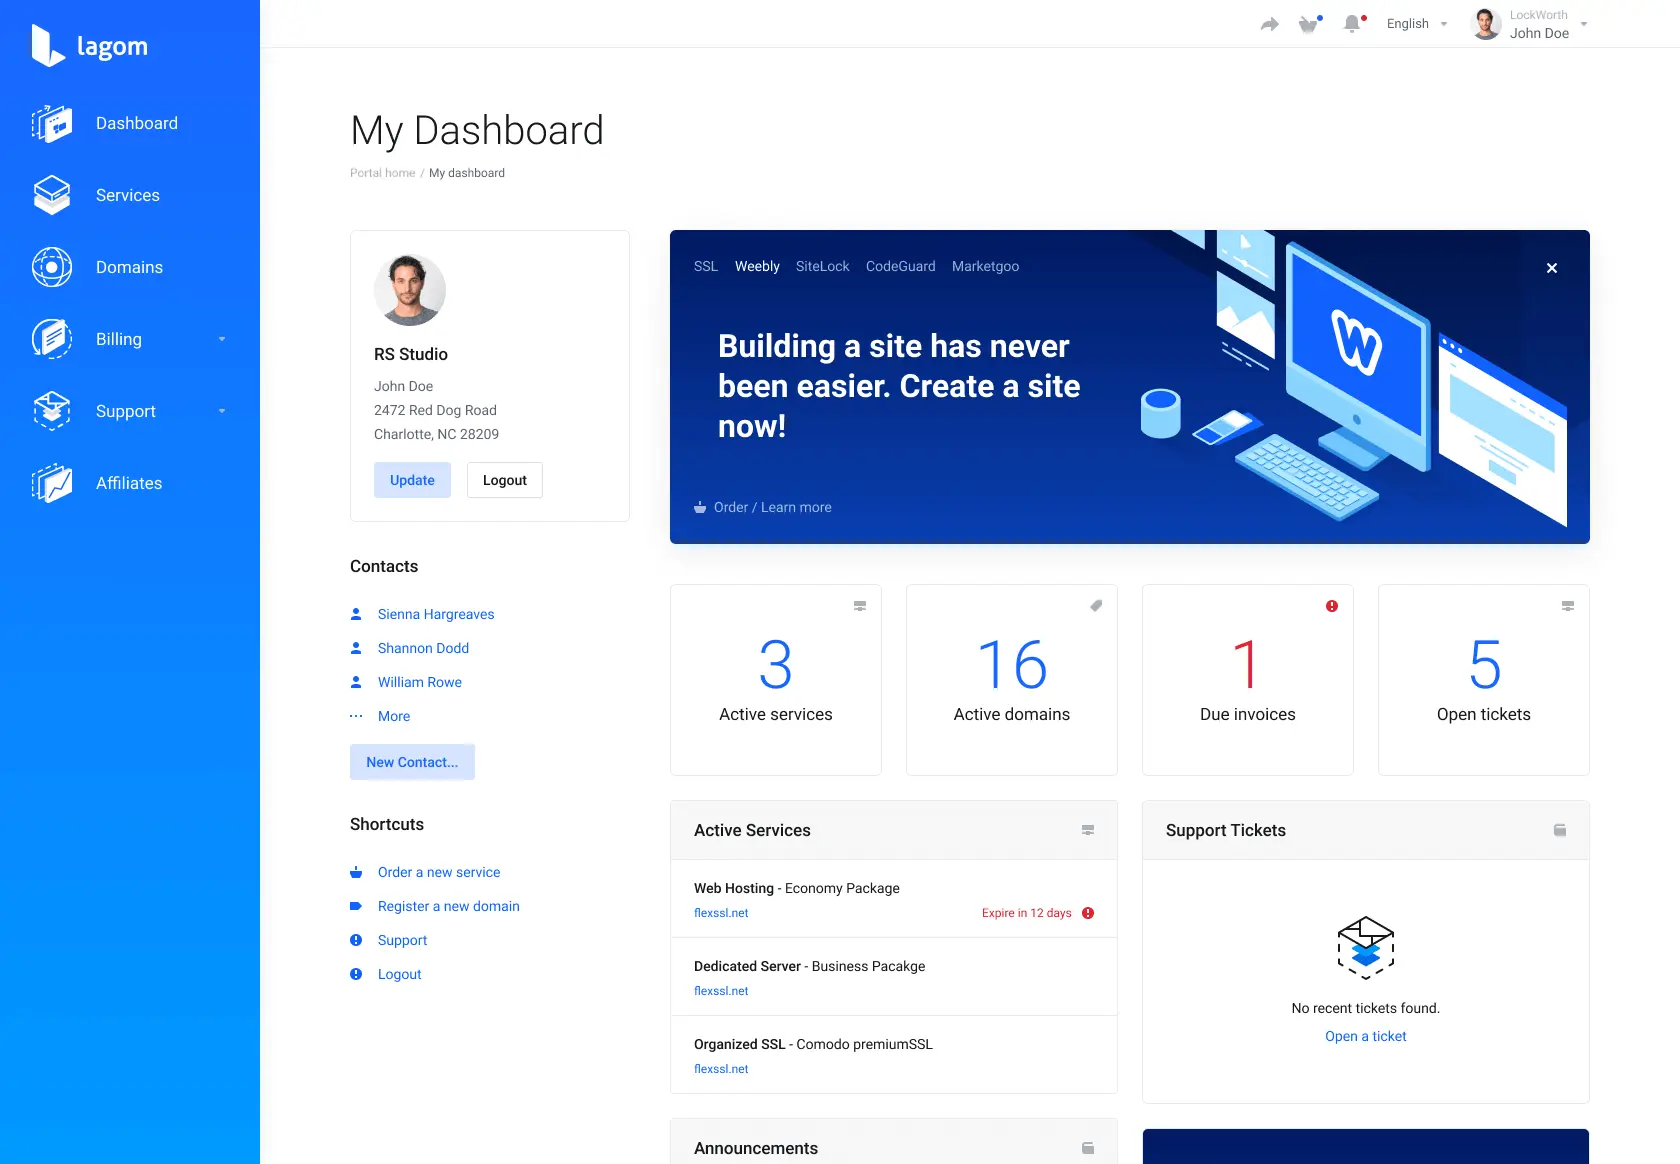 lagom
Dashboard
Services
Domains
Billing
Support
Affiliates
English
LockWorth
John Doe
My Dashboard
Portal home / My dashboard
RS Studio
John Doe
2472 Red Dog Road
Charlotte, NC 28209
Update
Logout
Contacts
Sienna Hargreaves
Shannon Dodd
William Rowe
More
New Contact...
Shortcuts
Order a new service
Register a new domain
Support
Logout
SSL Weebly SiteLock CodeGuard Marketgoo
Building a site has never
been easier. Create a site
now!
Order / Learn more
W
3
Active services
16
Active domains
1
Due invoices
5
Open tickets
Active Services
Web Hosting - Economy Package
flexssl.net
Expire in 12 days
Dedicated Server - Business Pacakge
flexssl.net
Organized SSL - Comodo premiumSSL
flexssl.net
Support Tickets
No recent tickets found.
Open a ticket
Announcements